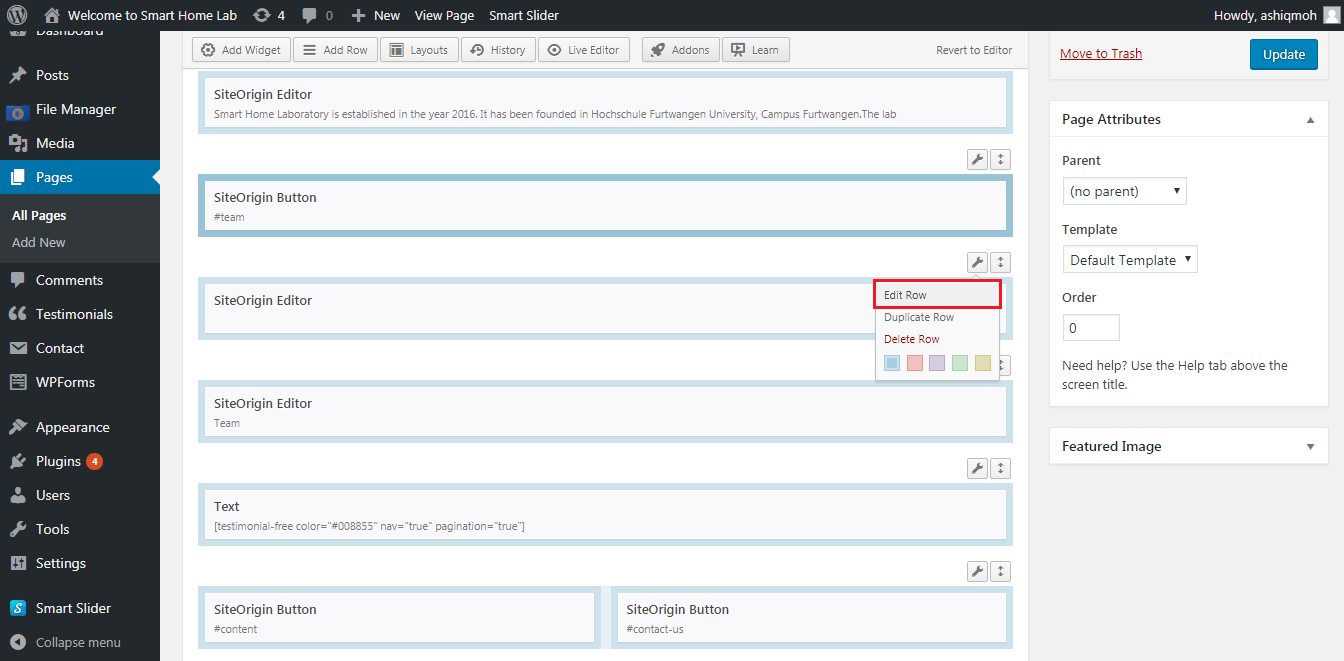 Welcome to Smart Home Lab 4 0 New View Page Smart Slider Howdy, ashiqmoh
Dashboard
Posts
File Manager
Media
Pages
All Pages
Add New
Comments
Testimonials
Contact
WPForms
Appearance
Plugins 4
Users
Tools
Settings
S Smart Slider
Collapse menu
Add Widget Add Row Layouts History Live Editor Addons Learn Revert to Editor
SiteOrigin Editor
Smart Home Laboratory is established in the year 2016. It has been founded in Hochschule Furtwangen University, Campus Furtwangen.The lab
SiteOrigin Button
#team
SiteOrigin Editor
Edit Row
Duplicate Row
Delete Row
SiteOrigin Editor
Team
Text
[testimonial-free color="#008855" nav="true" pagination="true"]
SiteOrigin Button
#content
SiteOrigin Button
#contact-us
Move to Trash
Update
Page Attributes
Parent
(no parent)
Template
Default Template
Order
0
Need help? Use the Help tab above the
screen title.
Featured Image